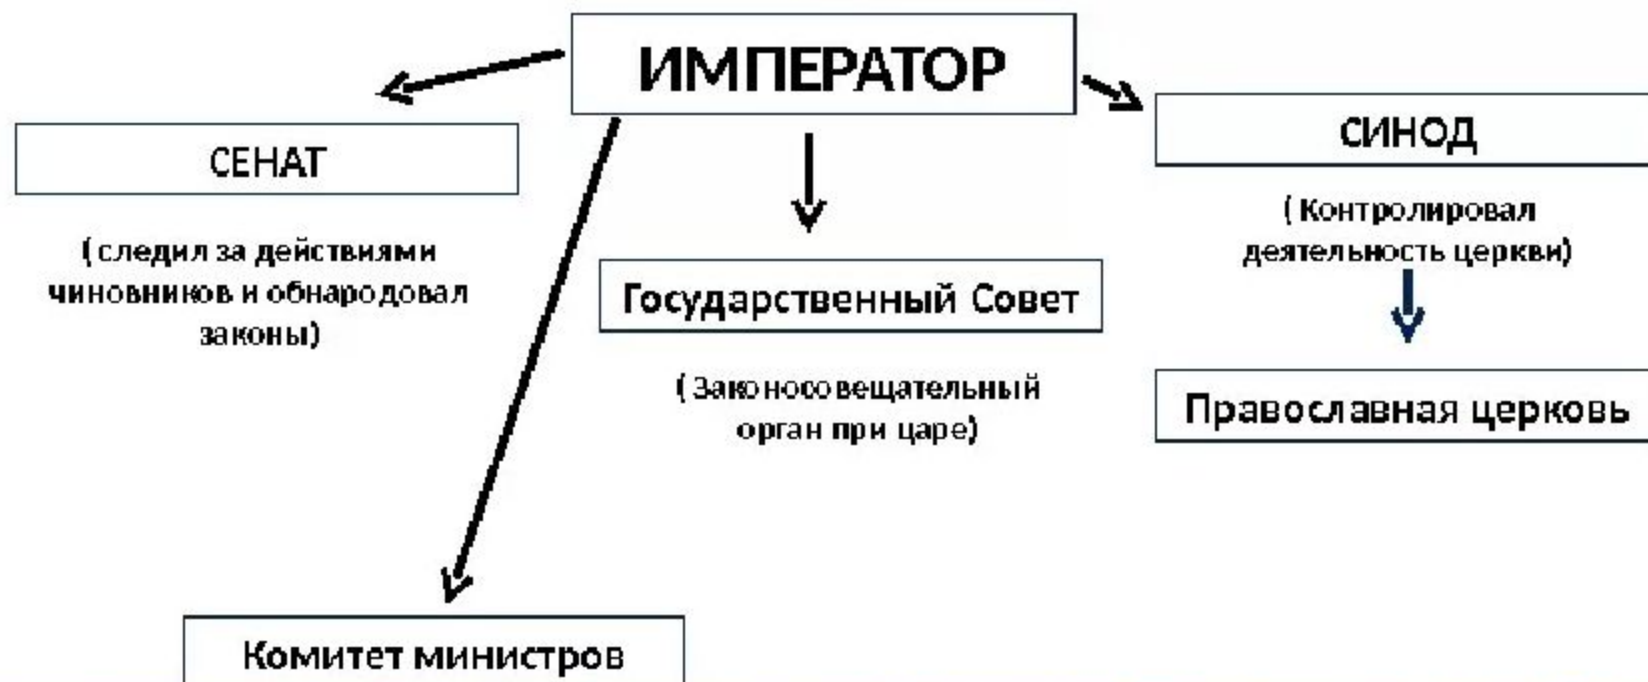 ИМПЕРАТОР
СЕНАТ
( следил за действиями
чиновников и обнародовал
законы)
Государственный Совет
( Законосовещательный
орган при царе)
СИНОД
( Контролировал
деятельность церкви)
Православная церковь
Комитет министров